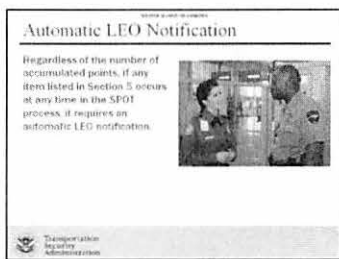 Automatic LEO Notification
Regardless of the number of
accumulated points, if any
item listed in Section 5 occurs
at any time in the SPOT
process, it requires an
automatic LEO notification.
Transportation
Security
Administration